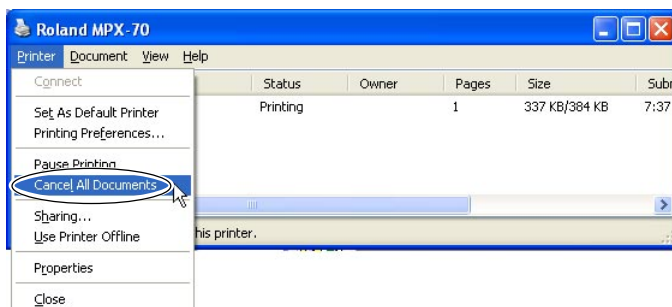 Roland MPX-70
Printer Document View Help
Connect
Status Owner Pages Size Subr
Set As Default Printer
Printing 1 337 KB/384 KB 7:37
Printing Preferences...
Pause Printing
Cancel All Documents
Sharing...
Use Printer Offline
his printer.
Properties
Close